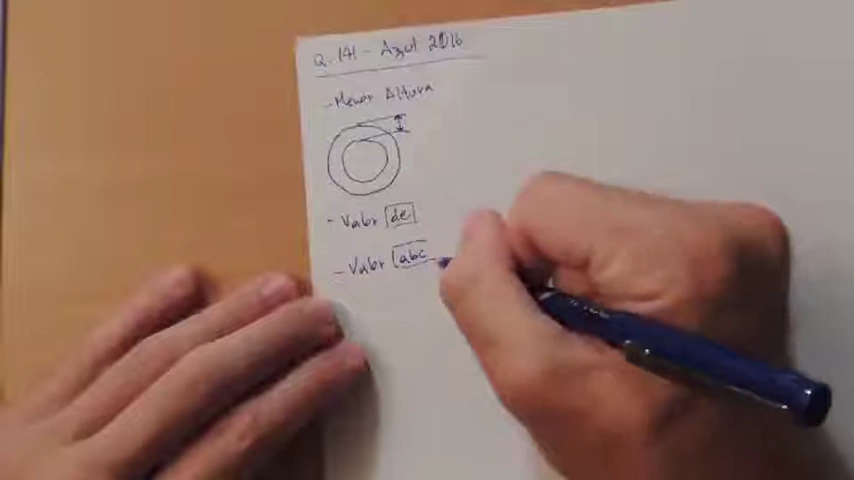 Q.141 - Azul 2016
- Menor Altura
- Valor de
- Valor abc